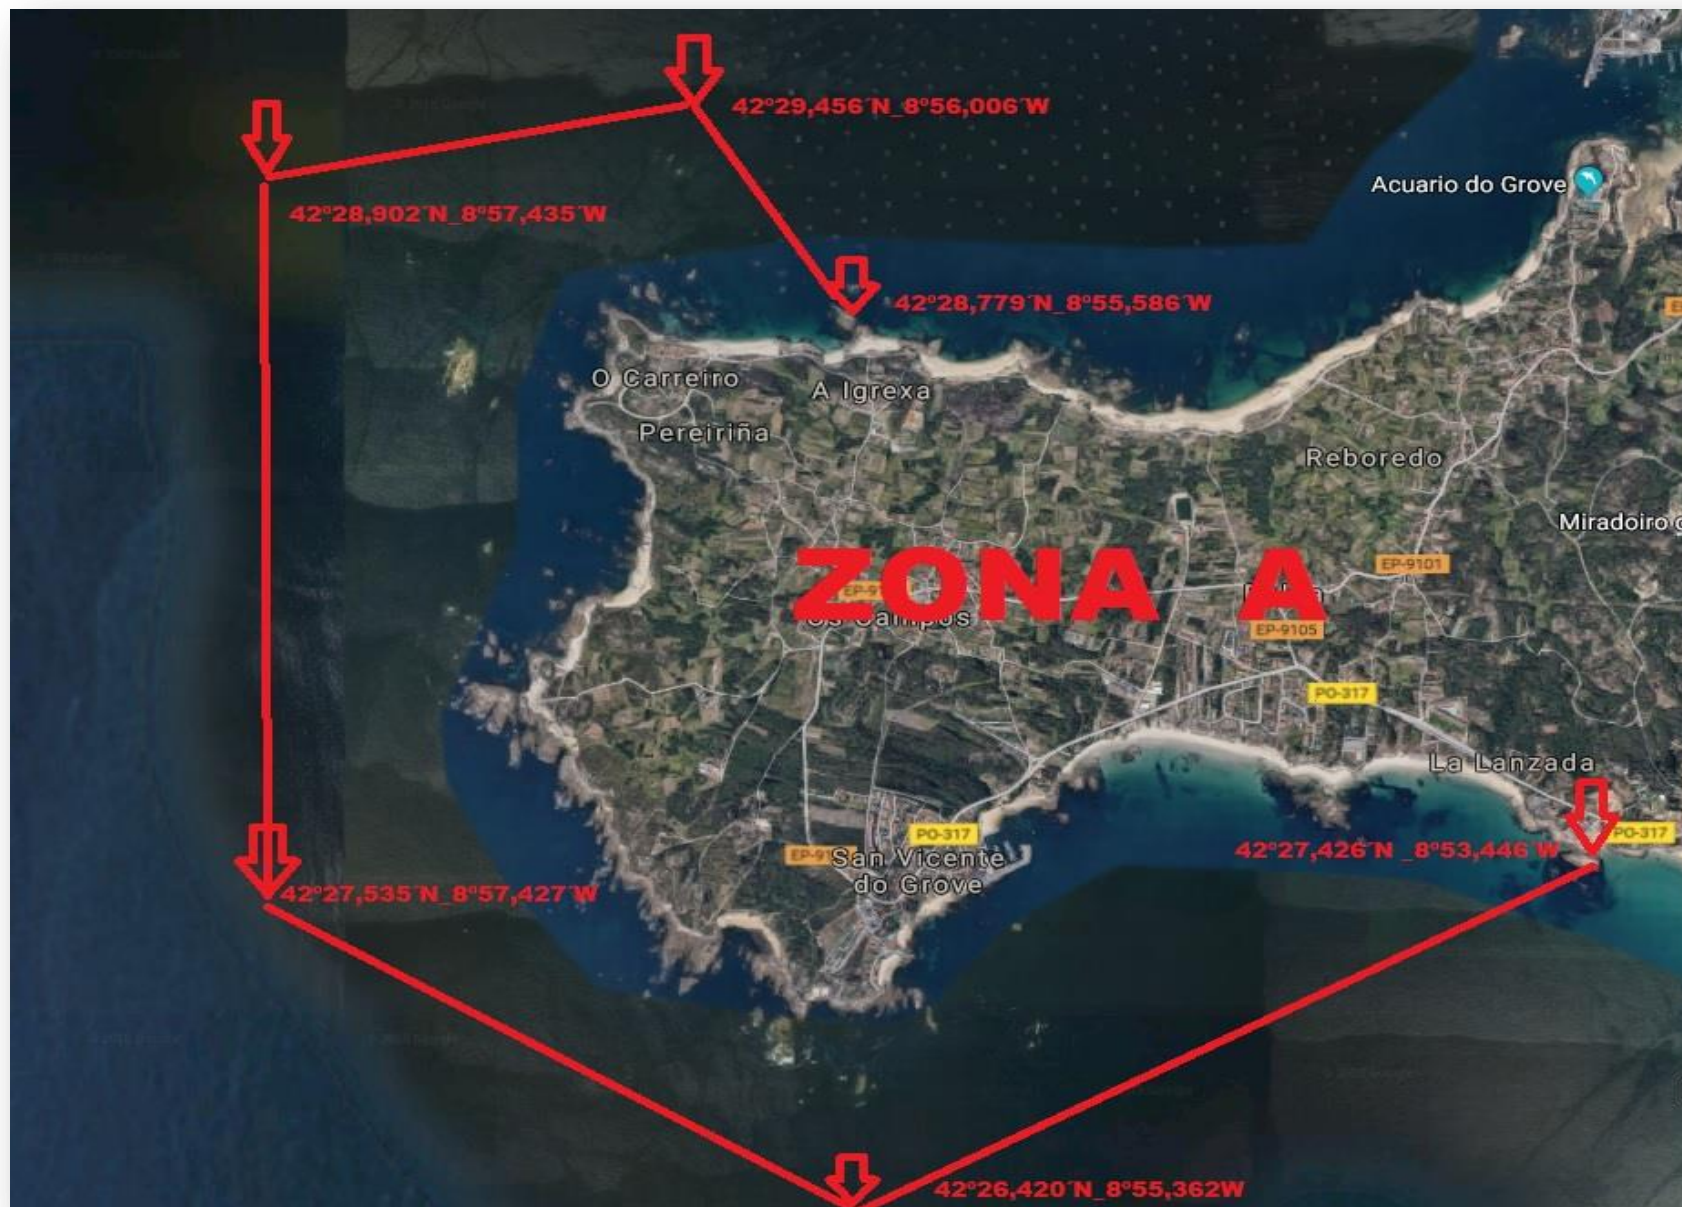 42º29,456´N_8º56,006´W
Acuario do Grove
42º28,902´N_8º57,435´W
42º28,779´N_8º55,586´W
O Carreiro
A Igrexa
Pereiriña
Reboredo
Miradoiro
ZONA A
EP-9101
Os Campos
EP-9105
PO-317
La Lanzada
PO-317
PO-317
42º27,426´N _8º53,446´W
San Vicente
do Grove
42º27,535´N_8º57,427´W
42º26,420´N_8º55,362W